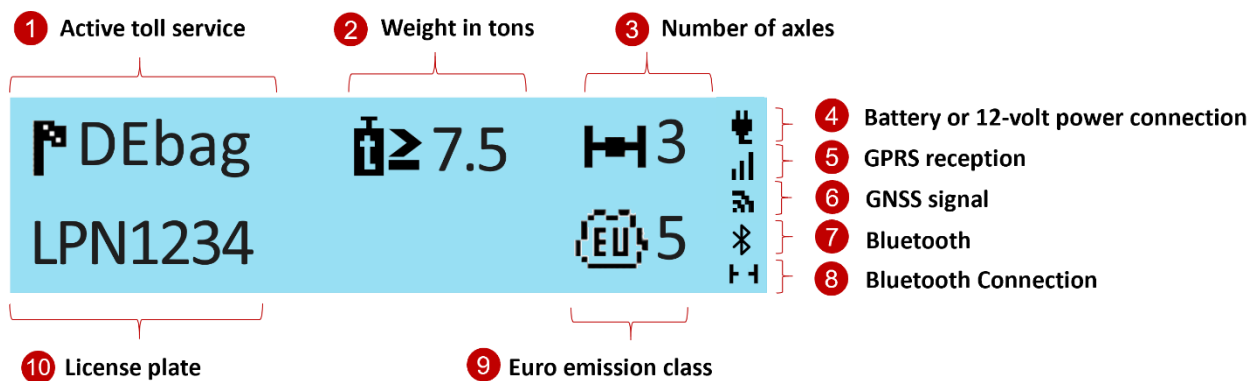 1 Active toll service
2 Weight in tons
3 Number of axles
DEbag
t ≥ 7.5
3
4 Battery or 12-volt power connection
5 GPRS reception
6 GNSS signal
LPN1234
EU 5
7 Bluetooth
8 Bluetooth Connection
10 License plate
9 Euro emission class